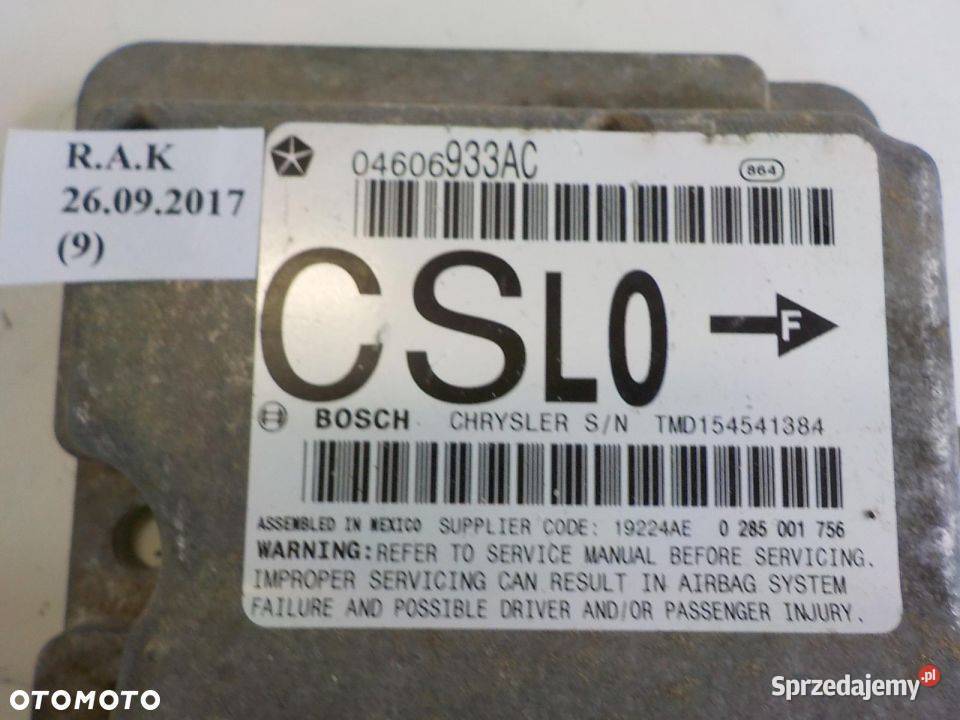 R.A.K
26.09.2017
(9)
04606933AC
864
CSLO
F
BOSCH CHRYSLER S/N TMD154541384
ASSEMBLED IN MEXICO SUPPLIER CODE: 19224AE 0 285 001 756
WARNING:REFER TO SERVICE MANUAL BEFORE SERVICING.
IMPROPER SERVICING CAN RESULT IN AIRBAG SYSTEM
FAILURE AND POSSIBLE DRIVER AND/OR PASSENGER INJURY.
OTOMOTO
Sprzedajemy.pl